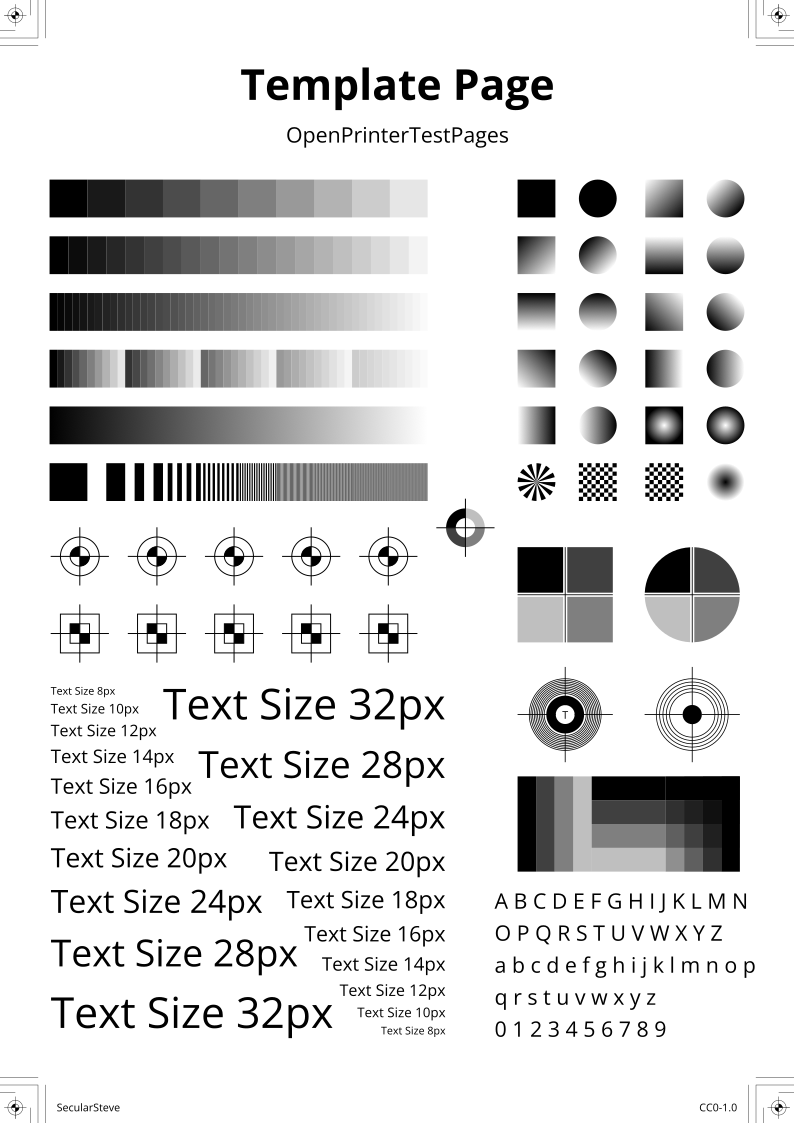 Template Page
OpenPrinterTestPages
Text Size 8px
Text Size 10px
Text Size 12px
Text Size 14px
Text Size 16px
Text Size 18px
Text Size 20px
Text Size 24px
Text Size 28px
Text Size 32px
Text Size 32px
Text Size 28px
Text Size 24px
Text Size 20px
Text Size 18px
Text Size 16px
Text Size 14px
Text Size 12px
Text Size 10px
Text Size 8px
T
A B C D E F G H I J K L M N
O P Q R S T U V W X Y Z
a b c d e f g h i j k l m n o p
q r s t u v w x y z
0 1 2 3 4 5 6 7 8 9
SecularSteve
CC0-1.0